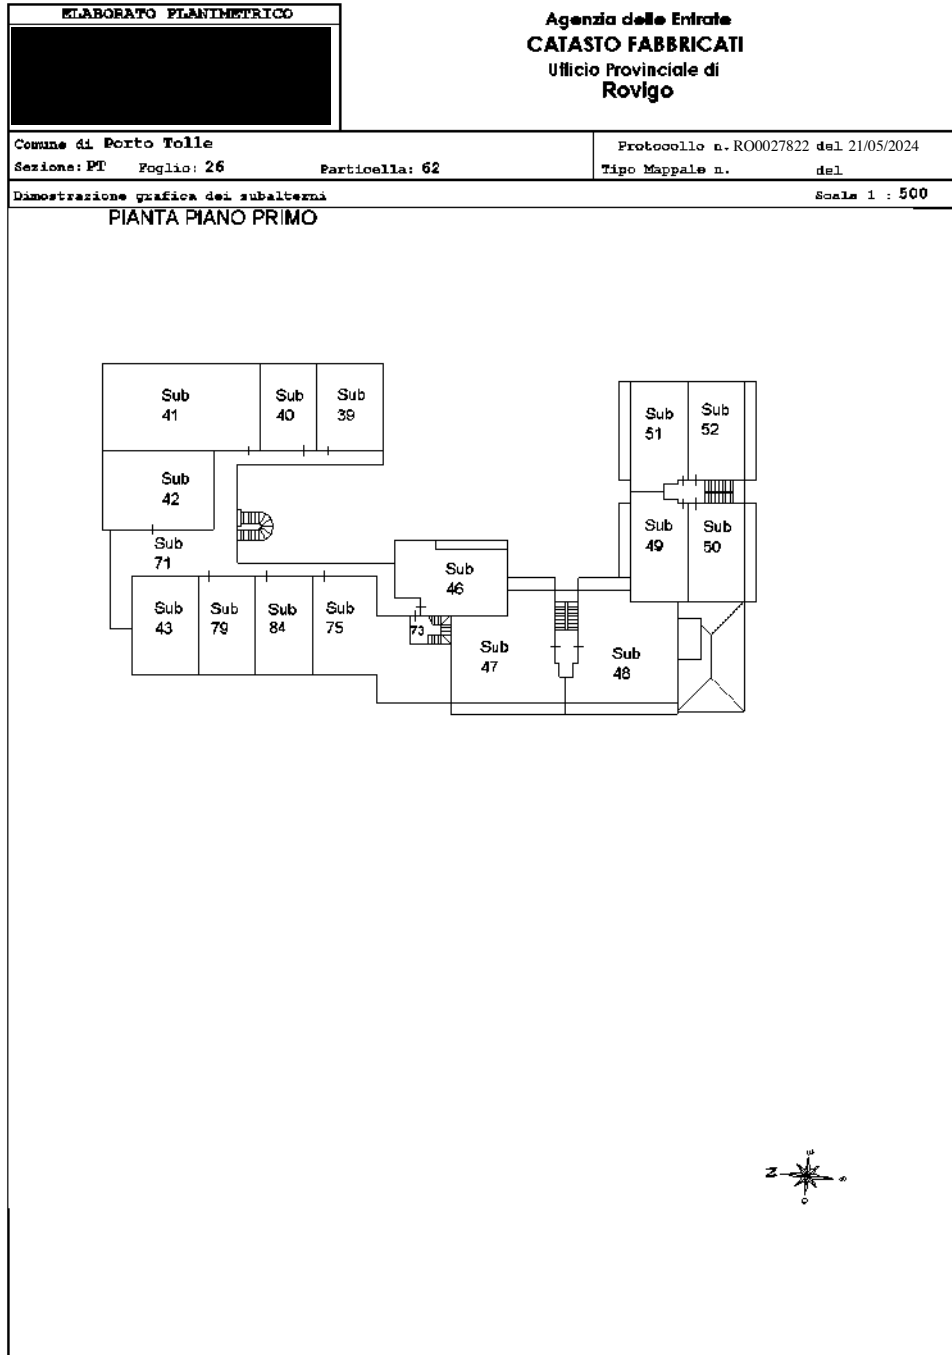 ELABORATO PLANIMETRICO
Agenzia delle Entrate
CATASTO FABBRICATI
Ufficio Provinciale di
Rovigo
Comune di Porto Tolle
Protocollo n. RO0027822 del 21/05/2024
Sezione: PT Foglio: 26 Particella: 62
Tipo Mappale n. del
Dimostrazione grafica dei subalterni
Scala 1 : 500
PIANTA PIANO PRIMO
Sub
41
Sub
40
Sub
39
Sub
51
Sub
52
Sub
42
Sub
49
Sub
50
Sub
71
Sub
46
Sub
43
Sub
79
Sub
84
Sub
75
73
Sub
47
Sub
48
N
E
S
O